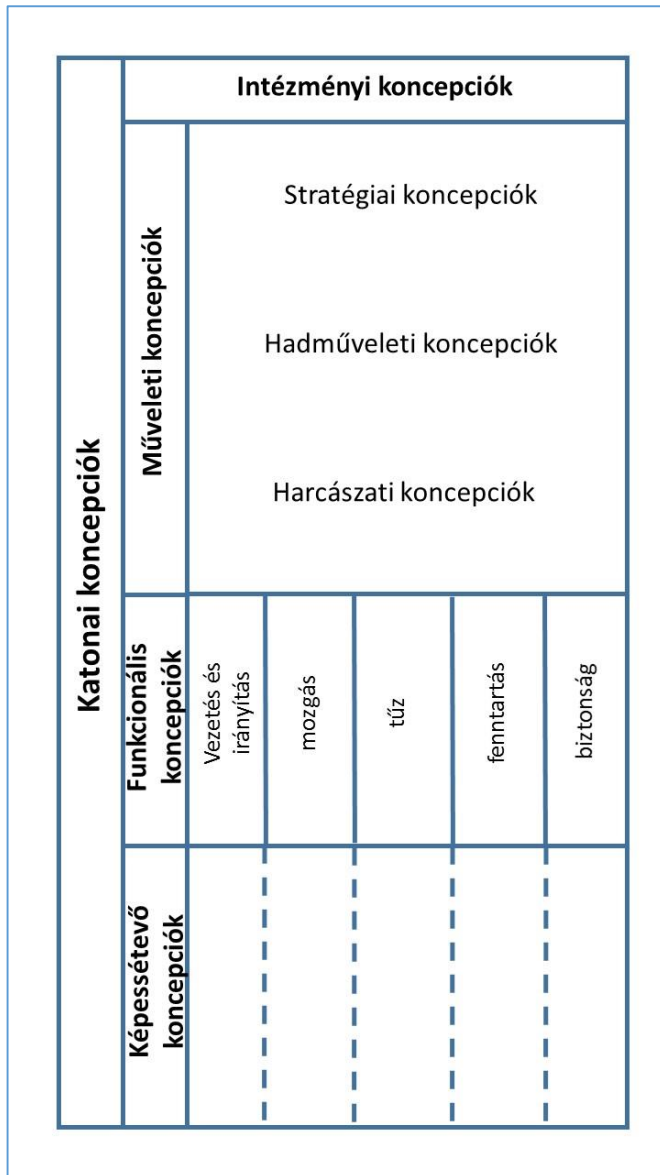 Katonai koncepciók
Intézményi koncepciók
Műveleti koncepciók
Stratégiai koncepciók
Hadműveleti koncepciók
Harcászati koncepciók
Funkcionális
koncepciók
Vezetés és
irányítás
mozgás
tűz
fenntartás
biztonság
Képessétevő
koncepciók